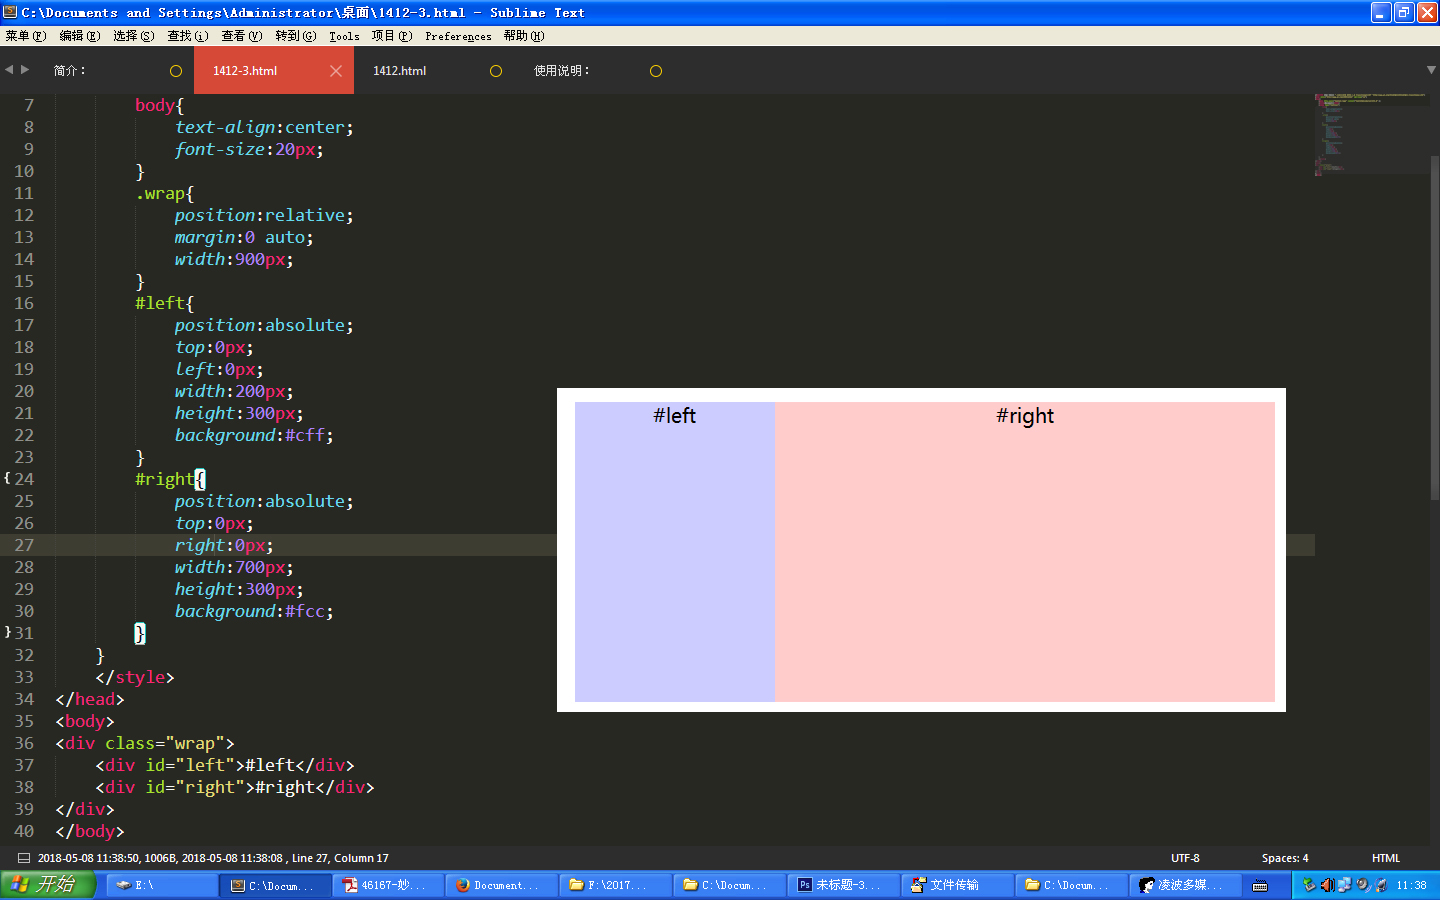 C:\Documents and Settings\Administrator\桌面\1412-3.html - Sublime Text
菜单(F) 编辑(E) 选择(S) 查找(i) 查看(V) 转到(G) Tools 项目(P) Preferences 帮助(H)
简介： 1412-3.html 1412.html 使用说明：
7 body{
8 text-align:center;
9 font-size:20px;
10 }
11 .wrap{
12 position:relative;
13 margin:0 auto;
14 width:900px;
15 }
16 #left{
17 position:absolute;
18 top:0px;
19 left:0px;
20 width:200px;
21 height:300px;
22 background:#cff;
23 }
24 #right{
25 position:absolute;
26 top:0px;
27 right:0px;
28 width:700px;
29 height:300px;
30 background:#fcc;
31 }
32 }
33 </style>
34 </head>
35 <body>
36 <div class="wrap">
37 <div id="left">#left</div>
38 <div id="right">#right</div>
39 </div>
40 </body>
#left #right
2018-05-08 11:38:50, 1006B, 2018-05-08 11:38:08 , Line 27, Column 17 UTF-8 Spaces: 4 HTML
开始 E:\ C:\Docum... 46167-妙... Document... F:\2017... C:\Docum... 未标题-3... 文件传输 C:\Docum... 凌波多媒... 11:38